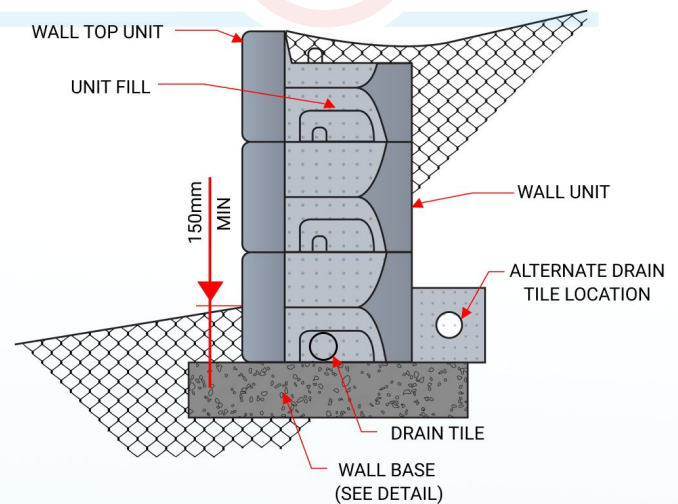 WALL TOP UNIT
UNIT FILL
150mm
MIN
WALL UNIT
ALTERNATE DRAIN
TILE LOCATION
DRAIN TILE
WALL BASE
(SEE DETAIL)